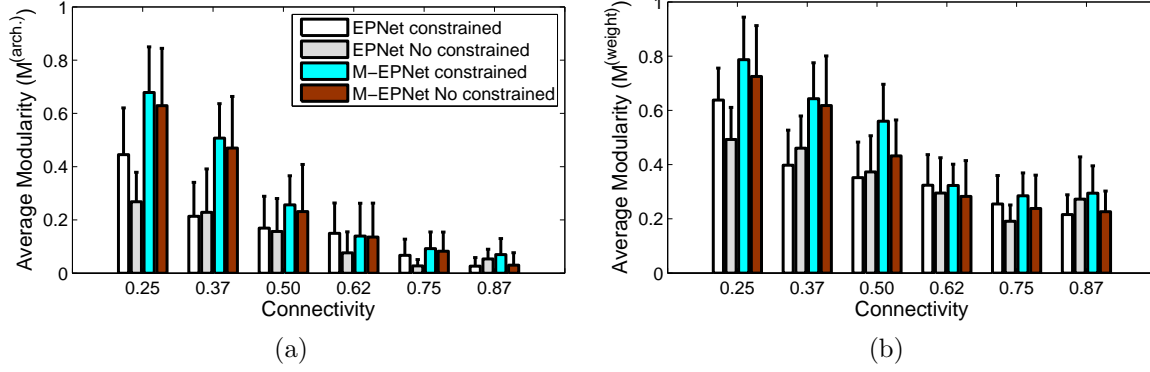 Average Modularity (M(arch.))
1
0.8
0.6
0.4
0.2
0
EPNet constrained
EPNet No constrained
M−EPNet constrained
M−EPNet No constrained
0.25 0.37 0.50 0.62 0.75 0.87
Connectivity
(a)
Average Modularity (M(weight))
1
0.8
0.6
0.4
0.2
0
0.25 0.37 0.50 0.62 0.75 0.87
Connectivity
(b)